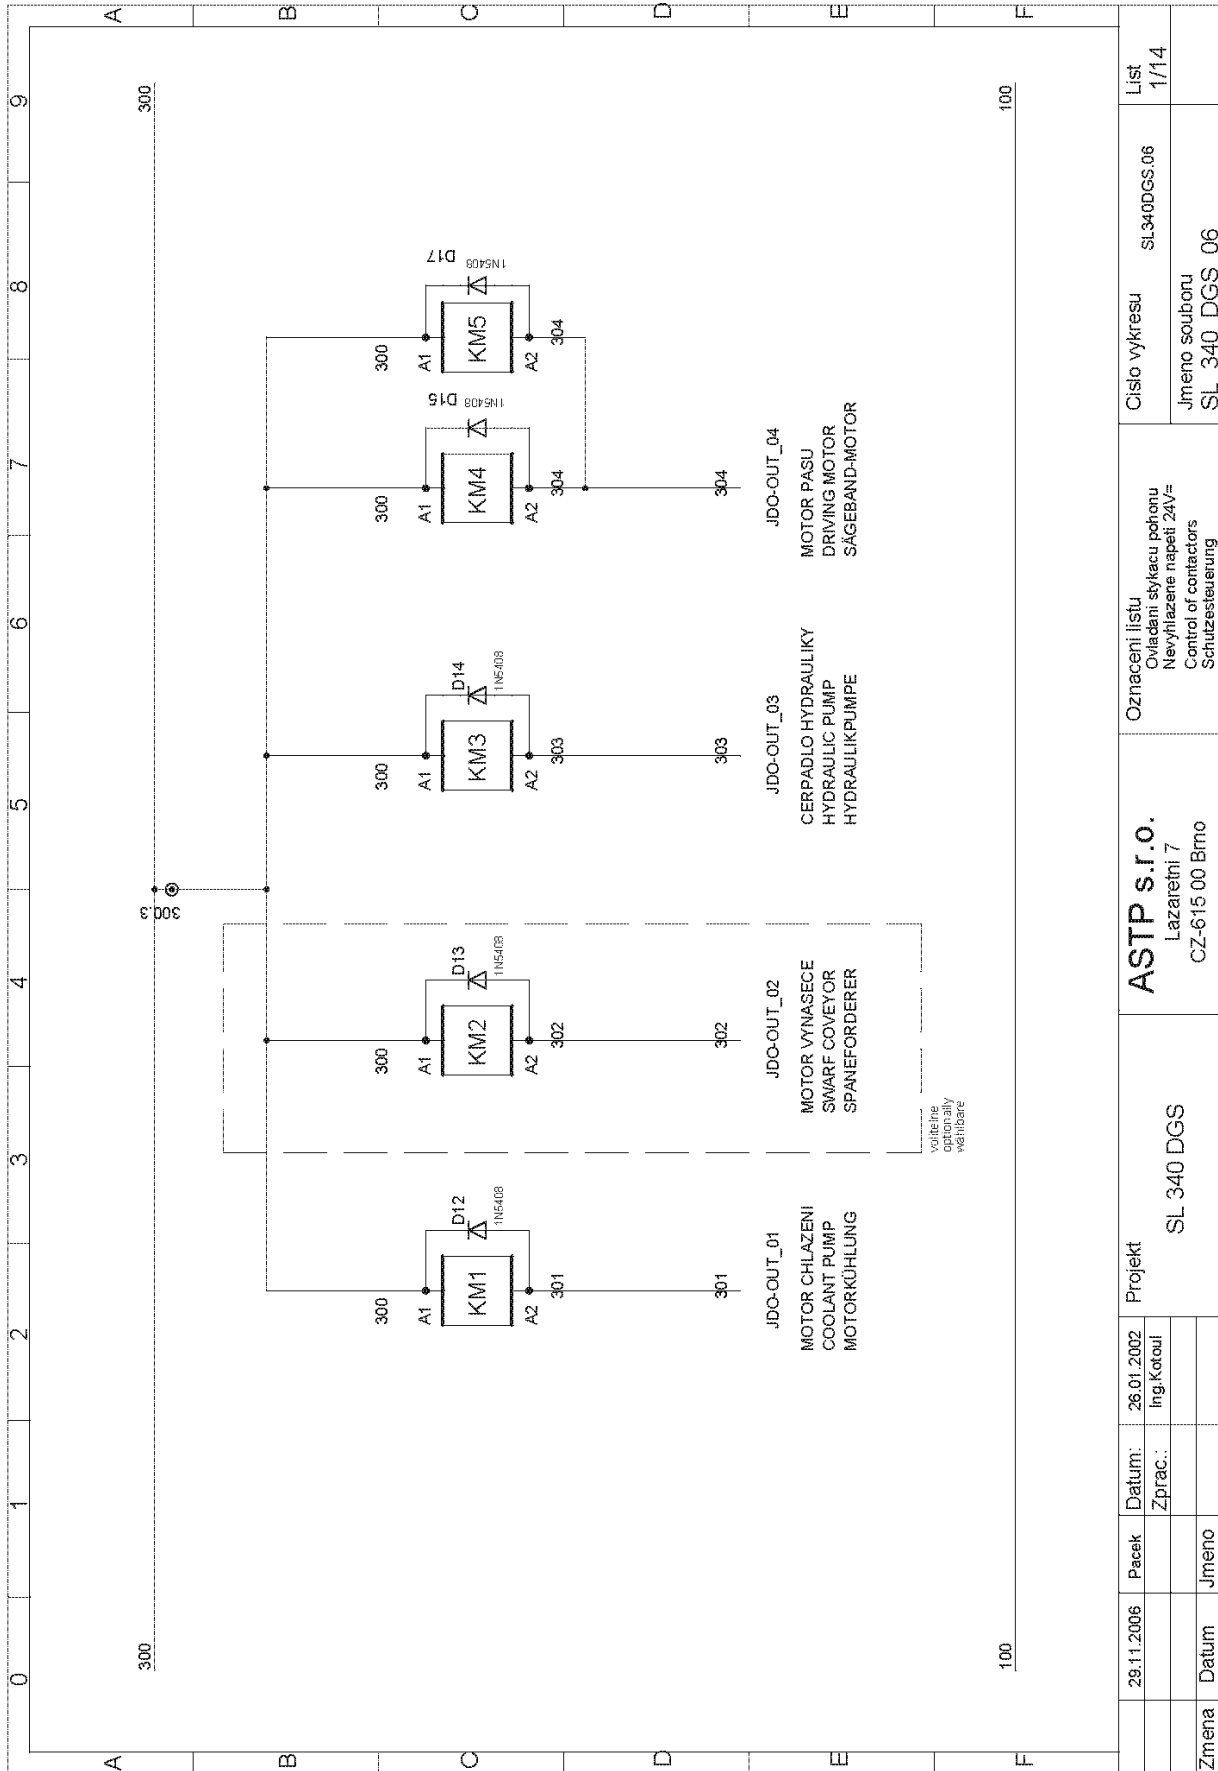 0 1 2 3 4 5 6 7 8 9
A A
B B
C C
D D
E E
F F
300 300
300.3
300 300 300 300 300
A1 A1 A1 A1 A1
KM1 KM2 KM3 KM4 KM5
D12 D13 D14 D15 D17
1N5408 1N5408 1N5408 1N5408 1N5408
A2 A2 A2 A2 A2
301 302 303 304 304
301 302 303 304
JDO-OUT_01
MOTOR CHLAZENI
COOLANT PUMP
MOTORKÜHLUNG
JDO-OUT_02
MOTOR VYNASECE
SWARF COVEYOR
SPANEFORDERER
volitelne
optionally
wählbare
JDO-OUT_03
CERPADLO HYDRAULIKY
HYDRAULIC PUMP
HYDRAULIKPUMPE
JDO-OUT_04
MOTOR PASU
DRIVING MOTOR
SÄGEBAND-MOTOR
100 100
29.11.2006 Pacek
Zmena Datum Jmeno
Datum: 26.01.2002
Zprac.: Ing.Kotoul
Projekt
SL 340 DGS
ASTP s.r.o.
Lazaretni 7
CZ-615 00 Brno
Oznaceni listu
Ovladani stykacu pohonu
Nevyhlazene napeti 24V=
Control of contactors
Schutzesteuerung
Cislo vykresu
SL340DGS.06
Jmeno souboru
SL 340 DGS 06
List
1/14